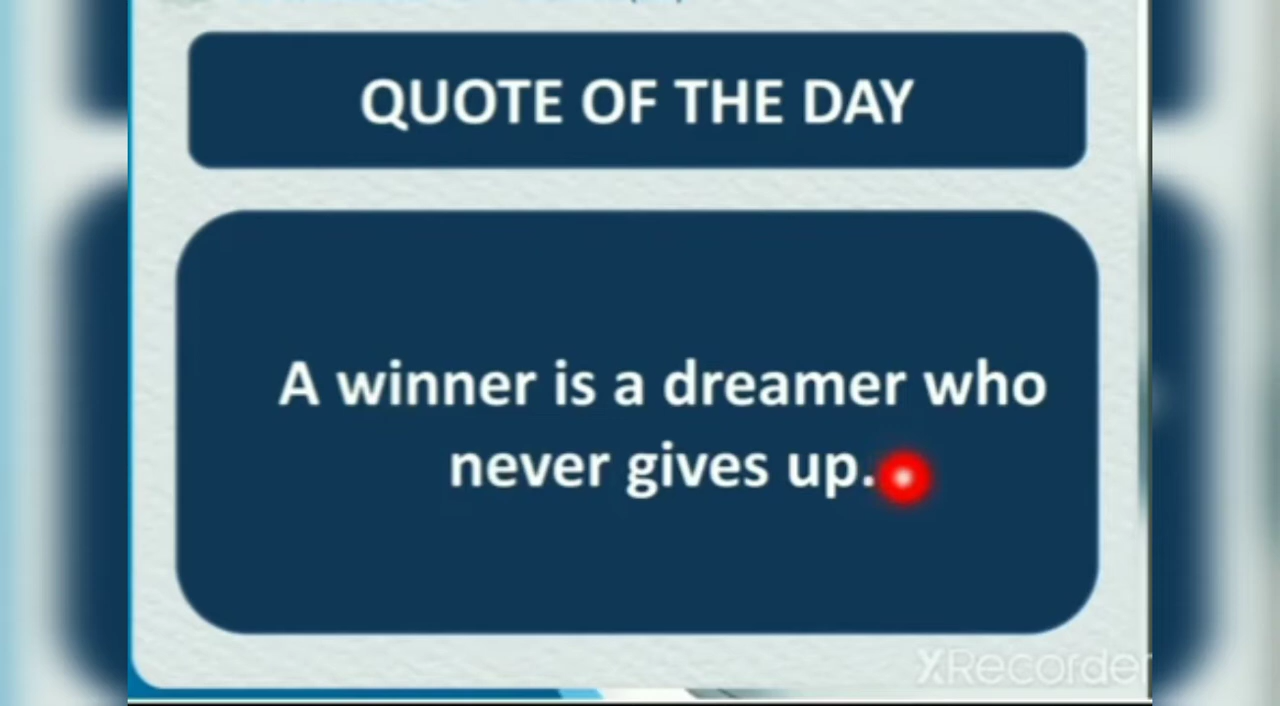 QUOTE OF THE DAY
A winner is a dreamer who
never gives up.
XRecorder